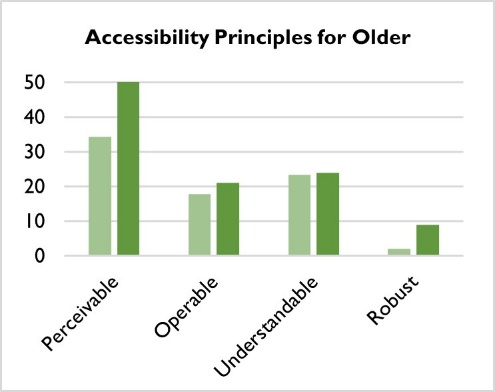 Accessibility Principles for Older
50
40
30
20
10
0
Perceivable
Operable
Understandable
Robust